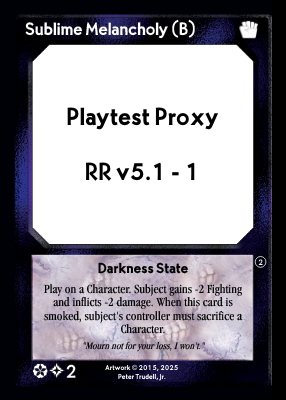 Sublime Melancholy (B)
Playtest Proxy
RR v5.1 - 1
2
Darkness State
Play on a Character. Subject gains -2 Fighting
and inflicts -2 damage. When this card is
smoked, subject's controller must sacrifice a
Character.
"Mourn not for your loss, I won't."
2
Artwork © 2015, 2025
Peter Trudell, Jr.